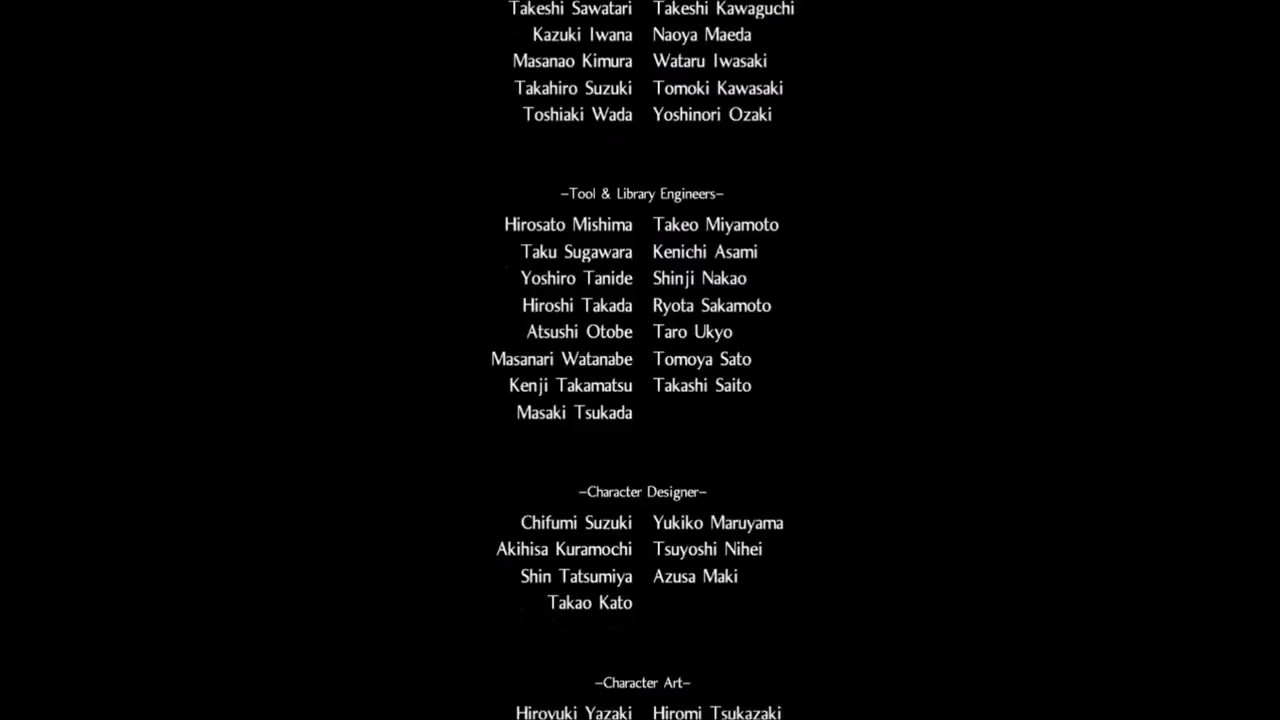 Takeshi Sawatari Takeshi Kawaguchi
Kazuki Iwana Naoya Maeda
Masanao Kimura Wataru Iwasaki
Takahiro Suzuki Tomoki Kawasaki
Toshiaki Wada Yoshinori Ozaki
–Tool & Library Engineers–
Hirosato Mishima Takeo Miyamoto
Taku Sugawara Kenichi Asami
Yoshiro Tanide Shinji Nakao
Hiroshi Takada Ryota Sakamoto
Atsushi Otobe Taro Ukyo
Masanari Watanabe Tomoya Sato
Kenji Takamatsu Takashi Saito
Masaki Tsukada
–Character Designer–
Chifumi Suzuki Yukiko Maruyama
Akihisa Kuramochi Tsuyoshi Nihei
Shin Tatsumiya Azusa Maki
Takao Kato
–Character Art–
Hiroyuki Yazaki Hiromi Tsukazaki